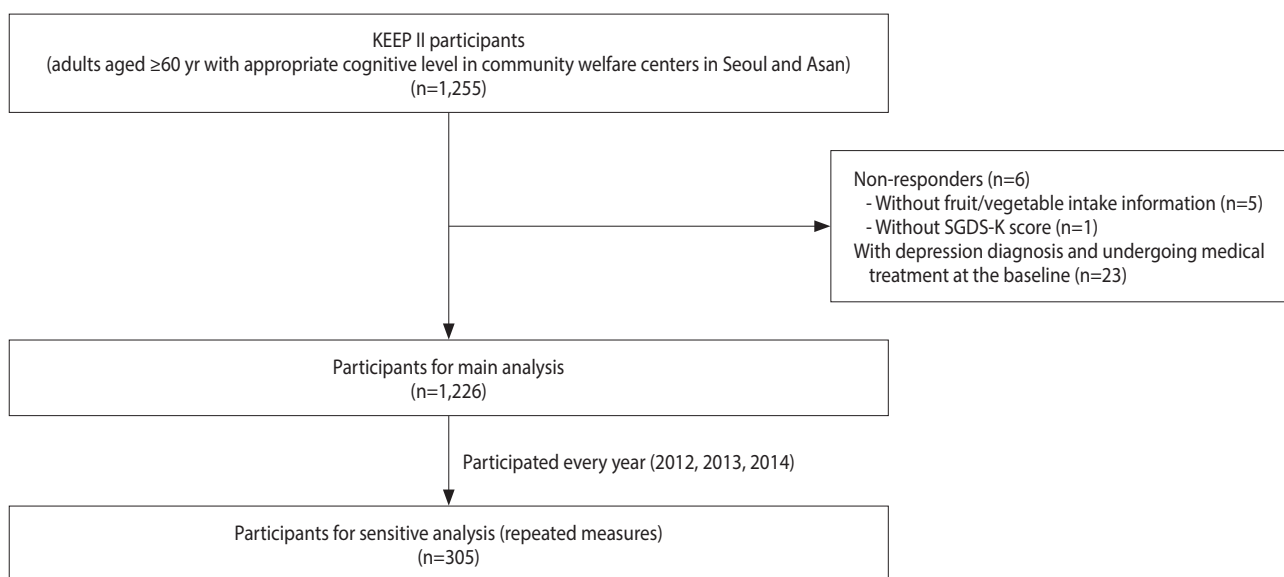 KEEP II participants
(adults aged ≥60 yr with appropriate cognitive level in community welfare centers in Seoul and Asan)
(n=1,255)
Non-responders (n=6)
- Without fruit/vegetable intake information (n=5)
- Without SGDS-K score (n=1)
With depression diagnosis and undergoing medical
treatment at the baseline (n=23)
Participants for main analysis
(n=1,226)
Participated every year (2012, 2013, 2014)
Participants for sensitive analysis (repeated measures)
(n=305)